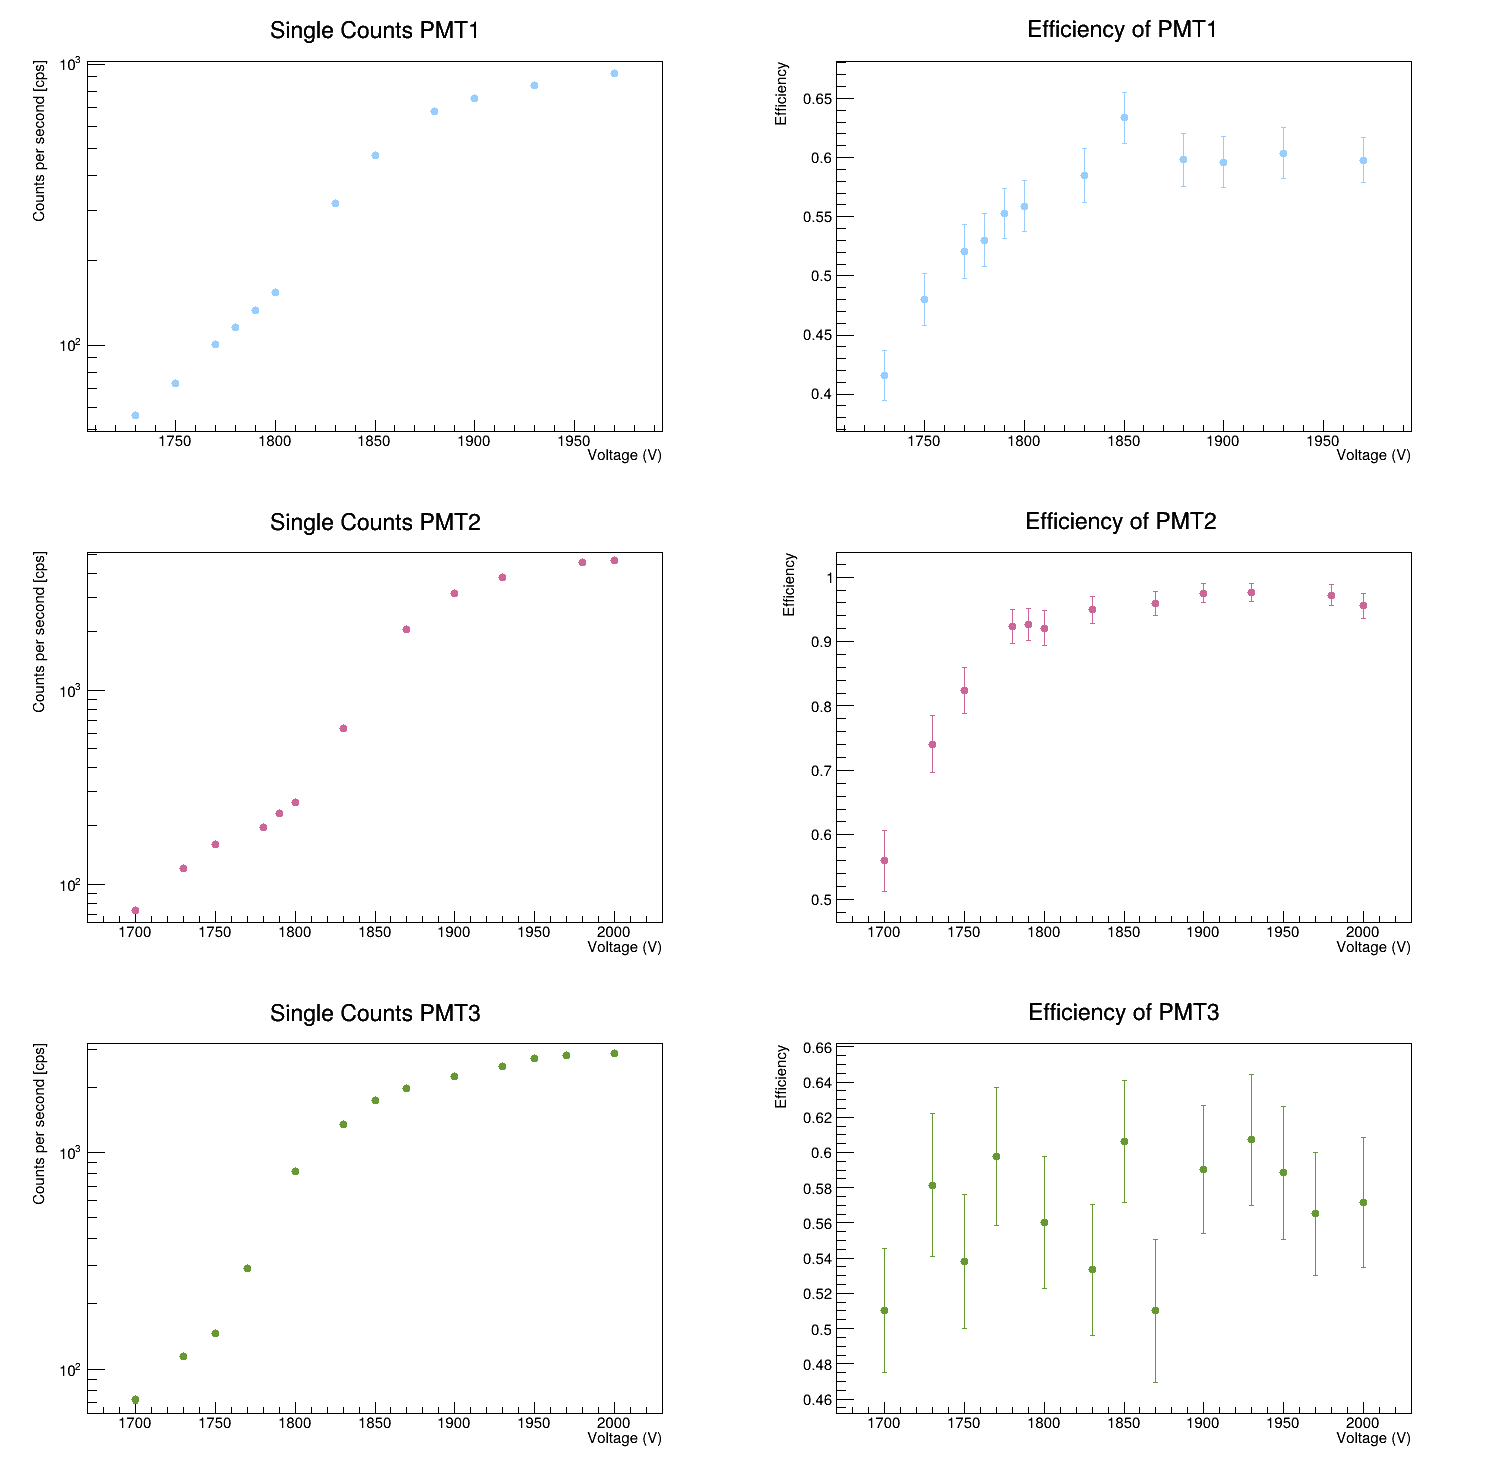 Single Counts PMT1
Counts per second [cps]
10³
10²
1750 1800 1850 1900 1950
Voltage (V)
Efficiency of PMT1
Efficiency
0.65
0.6
0.55
0.5
0.45
0.4
1750 1800 1850 1900 1950
Voltage (V)
Single Counts PMT2
Counts per second [cps]
10³
10²
1700 1750 1800 1850 1900 1950 2000
Voltage (V)
Efficiency of PMT2
Efficiency
1
0.9
0.8
0.7
0.6
0.5
1700 1750 1800 1850 1900 1950 2000
Voltage (V)
Single Counts PMT3
Counts per second [cps]
10³
10²
1700 1750 1800 1850 1900 1950 2000
Voltage (V)
Efficiency of PMT3
Efficiency
0.66
0.64
0.62
0.6
0.58
0.56
0.54
0.52
0.5
0.48
0.46
1700 1750 1800 1850 1900 1950 2000
Voltage (V)